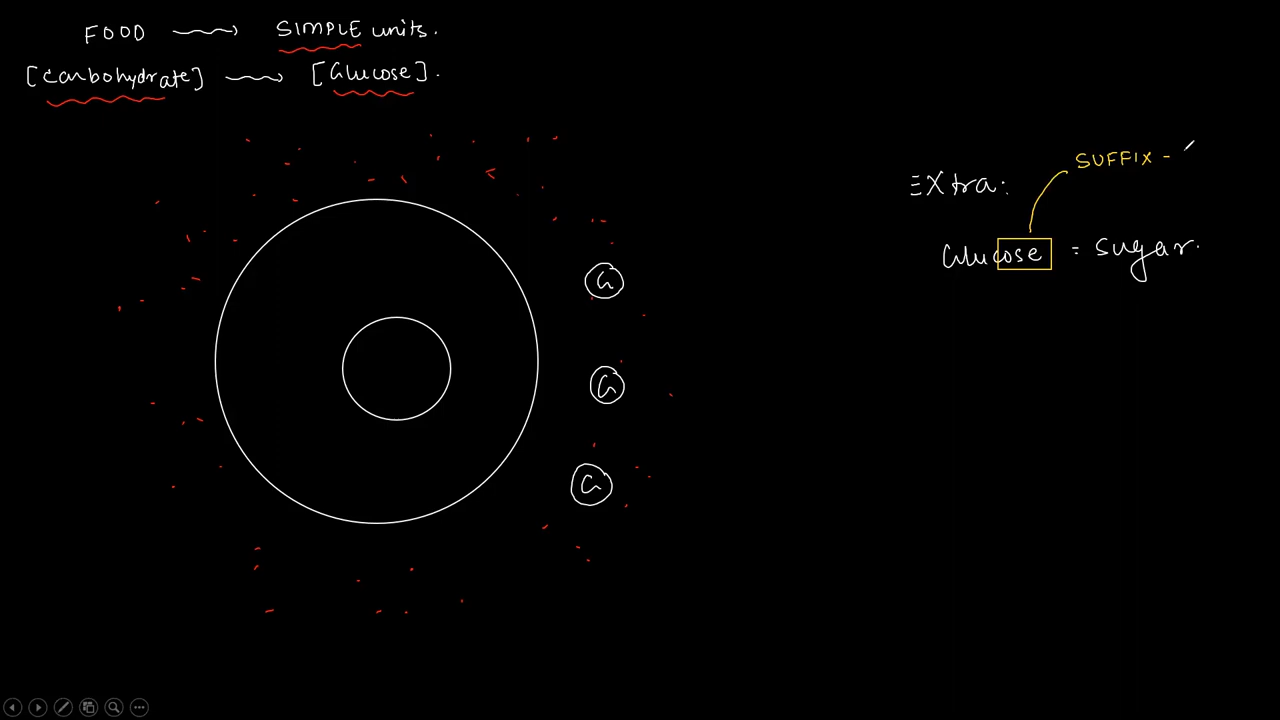 FOOD → SIMPLE units.
[Carbohydrate] → [Glucose].
SUFFIX -
EXtra:
Glucose = sugar.
G
G
G